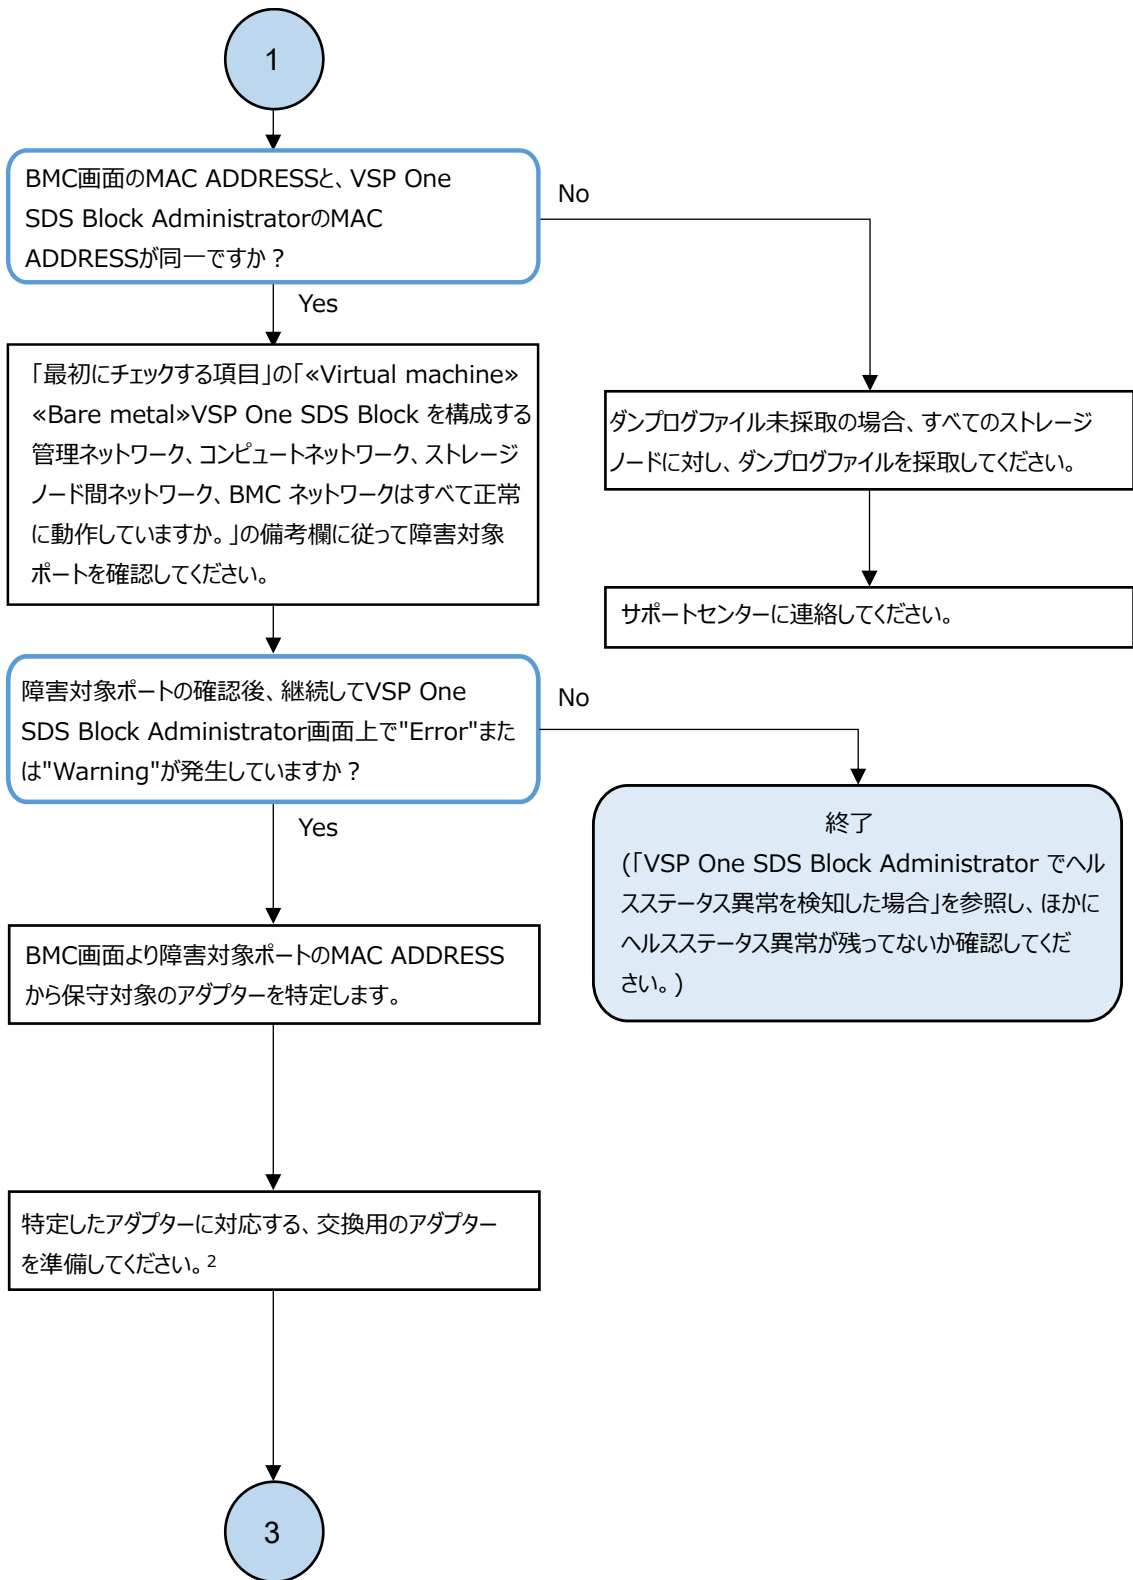 1
BMC画面のMAC ADDRESSと、VSP One
SDS Block AdministratorのMAC
ADDRESSが同一ですか？
No
Yes
「最初にチェックする項目」の「«Virtual machine»
«Bare metal»VSP One SDS Block を構成する
管理ネットワーク、コンピュートネットワーク、ストレージ
ノード間ネットワーク、BMC ネットワークはすべて正常
に動作していますか。」の備考欄に従って障害対象
ポートを確認してください。
ダンプログファイル未採取の場合、すべてのストレージ
ノードに対し、ダンプログファイルを採取してください。
サポートセンターに連絡してください。
障害対象ポートの確認後、継続してVSP One
SDS Block Administrator画面上で"Error"また
は"Warning"が発生していますか？
No
Yes
終了
(「VSP One SDS Block Administrator でヘル
スステータス異常を検知した場合」を参照し、ほかに
ヘルスステータス異常が残ってないか確認してくだ
さい。)
BMC画面より障害対象ポートのMAC ADDRESS
から保守対象のアダプターを特定します。
特定したアダプターに対応する、交換用のアダプター
を準備してください。2
3